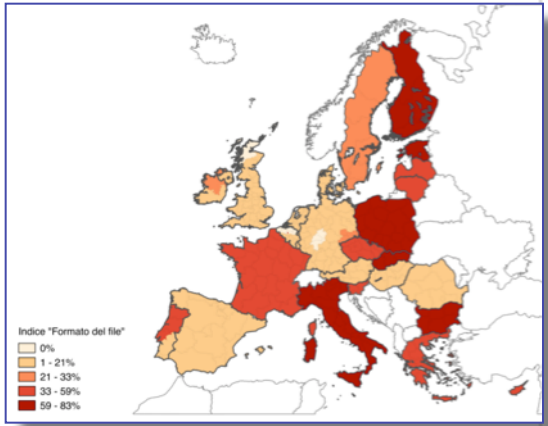 Indice "Formato del file"
0%
1 - 21%
21 - 33%
33 - 59%
59 - 83%